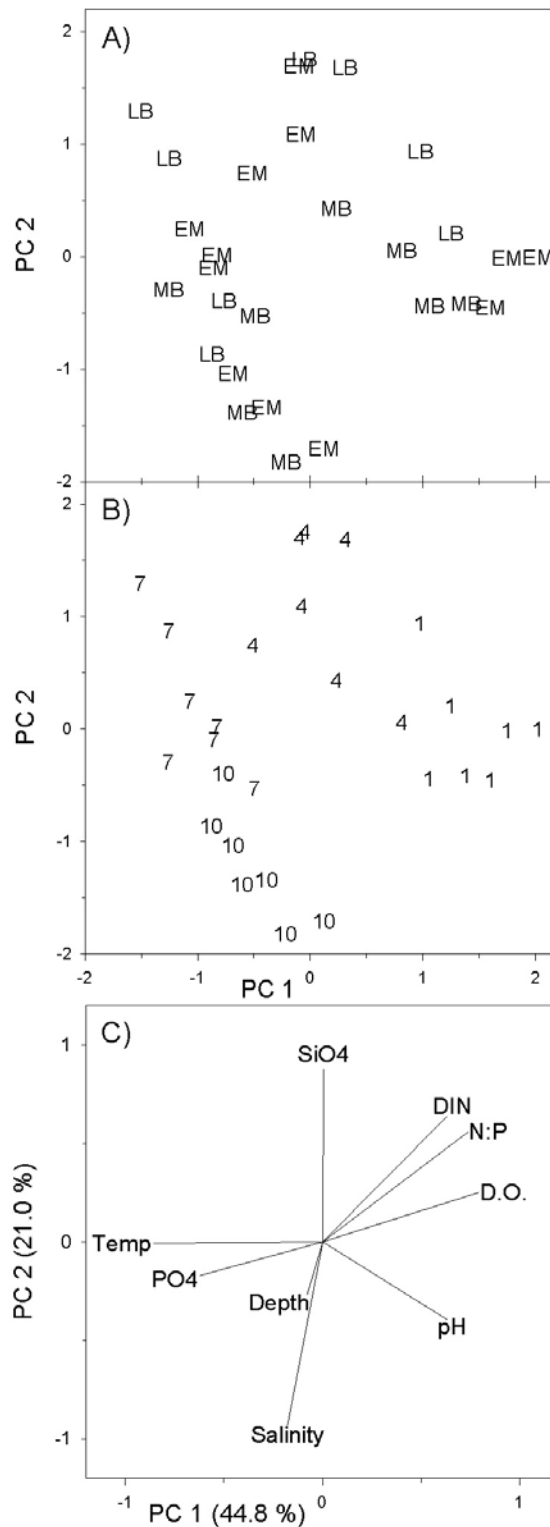 A)
2
LB
EM
LB
LB
EM
1
LB
LB
EM
MB
EM
LB
MB
PC 2
0
EM
EM
EM
EM
MB
LB
MB
MB
MB
EM
LB
-1
EM
MB
EM
EM
MB
-2
B)
2
4
4
4
7
1
4
7
4
1
4
7
1
PC 2
0
7
4
1
1
7
7
10
7
1
1
1
10
-1
10
10
10
10
10
-2
-2
-1
0
1
2
PC 1
C)
1
SiO4
DIN
N:P
D.O.
PC 2 (21.0 %)
0
Temp
PO4
Depth
pH
-1
Salinity
-1
0
1
PC 1 (44.8 %)